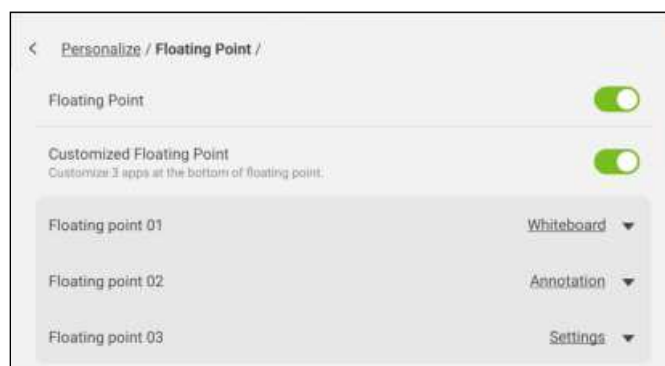 Personalize / Floating Point /
Floating Point
Customized Floating Point
Customize 3 apps at the bottom of floating point.
Floating point 01 Whiteboard
Floating point 02 Annotation
Floating point 03 Settings